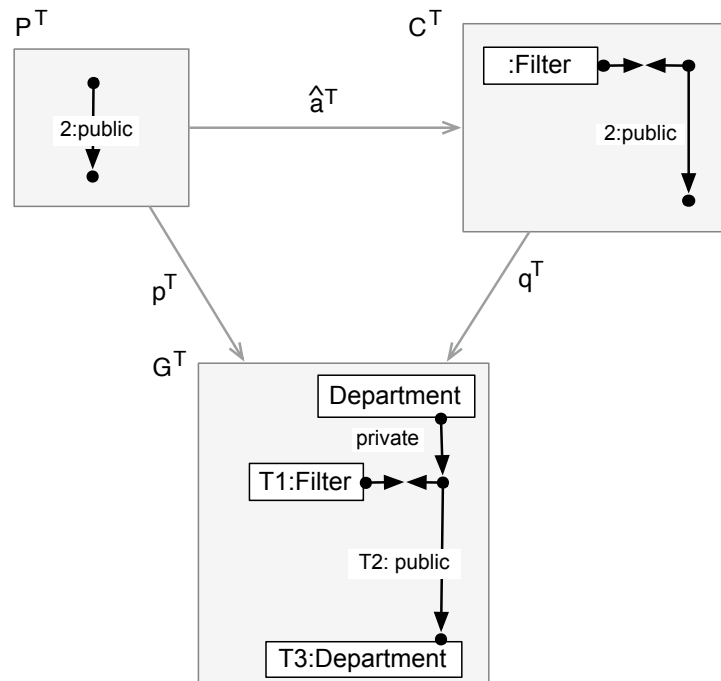 P^T
C^T
:Filter
â^T
2:public
2:public
p^T
q^T
G^T
Department
private
T1:Filter
T2: public
T3:Department